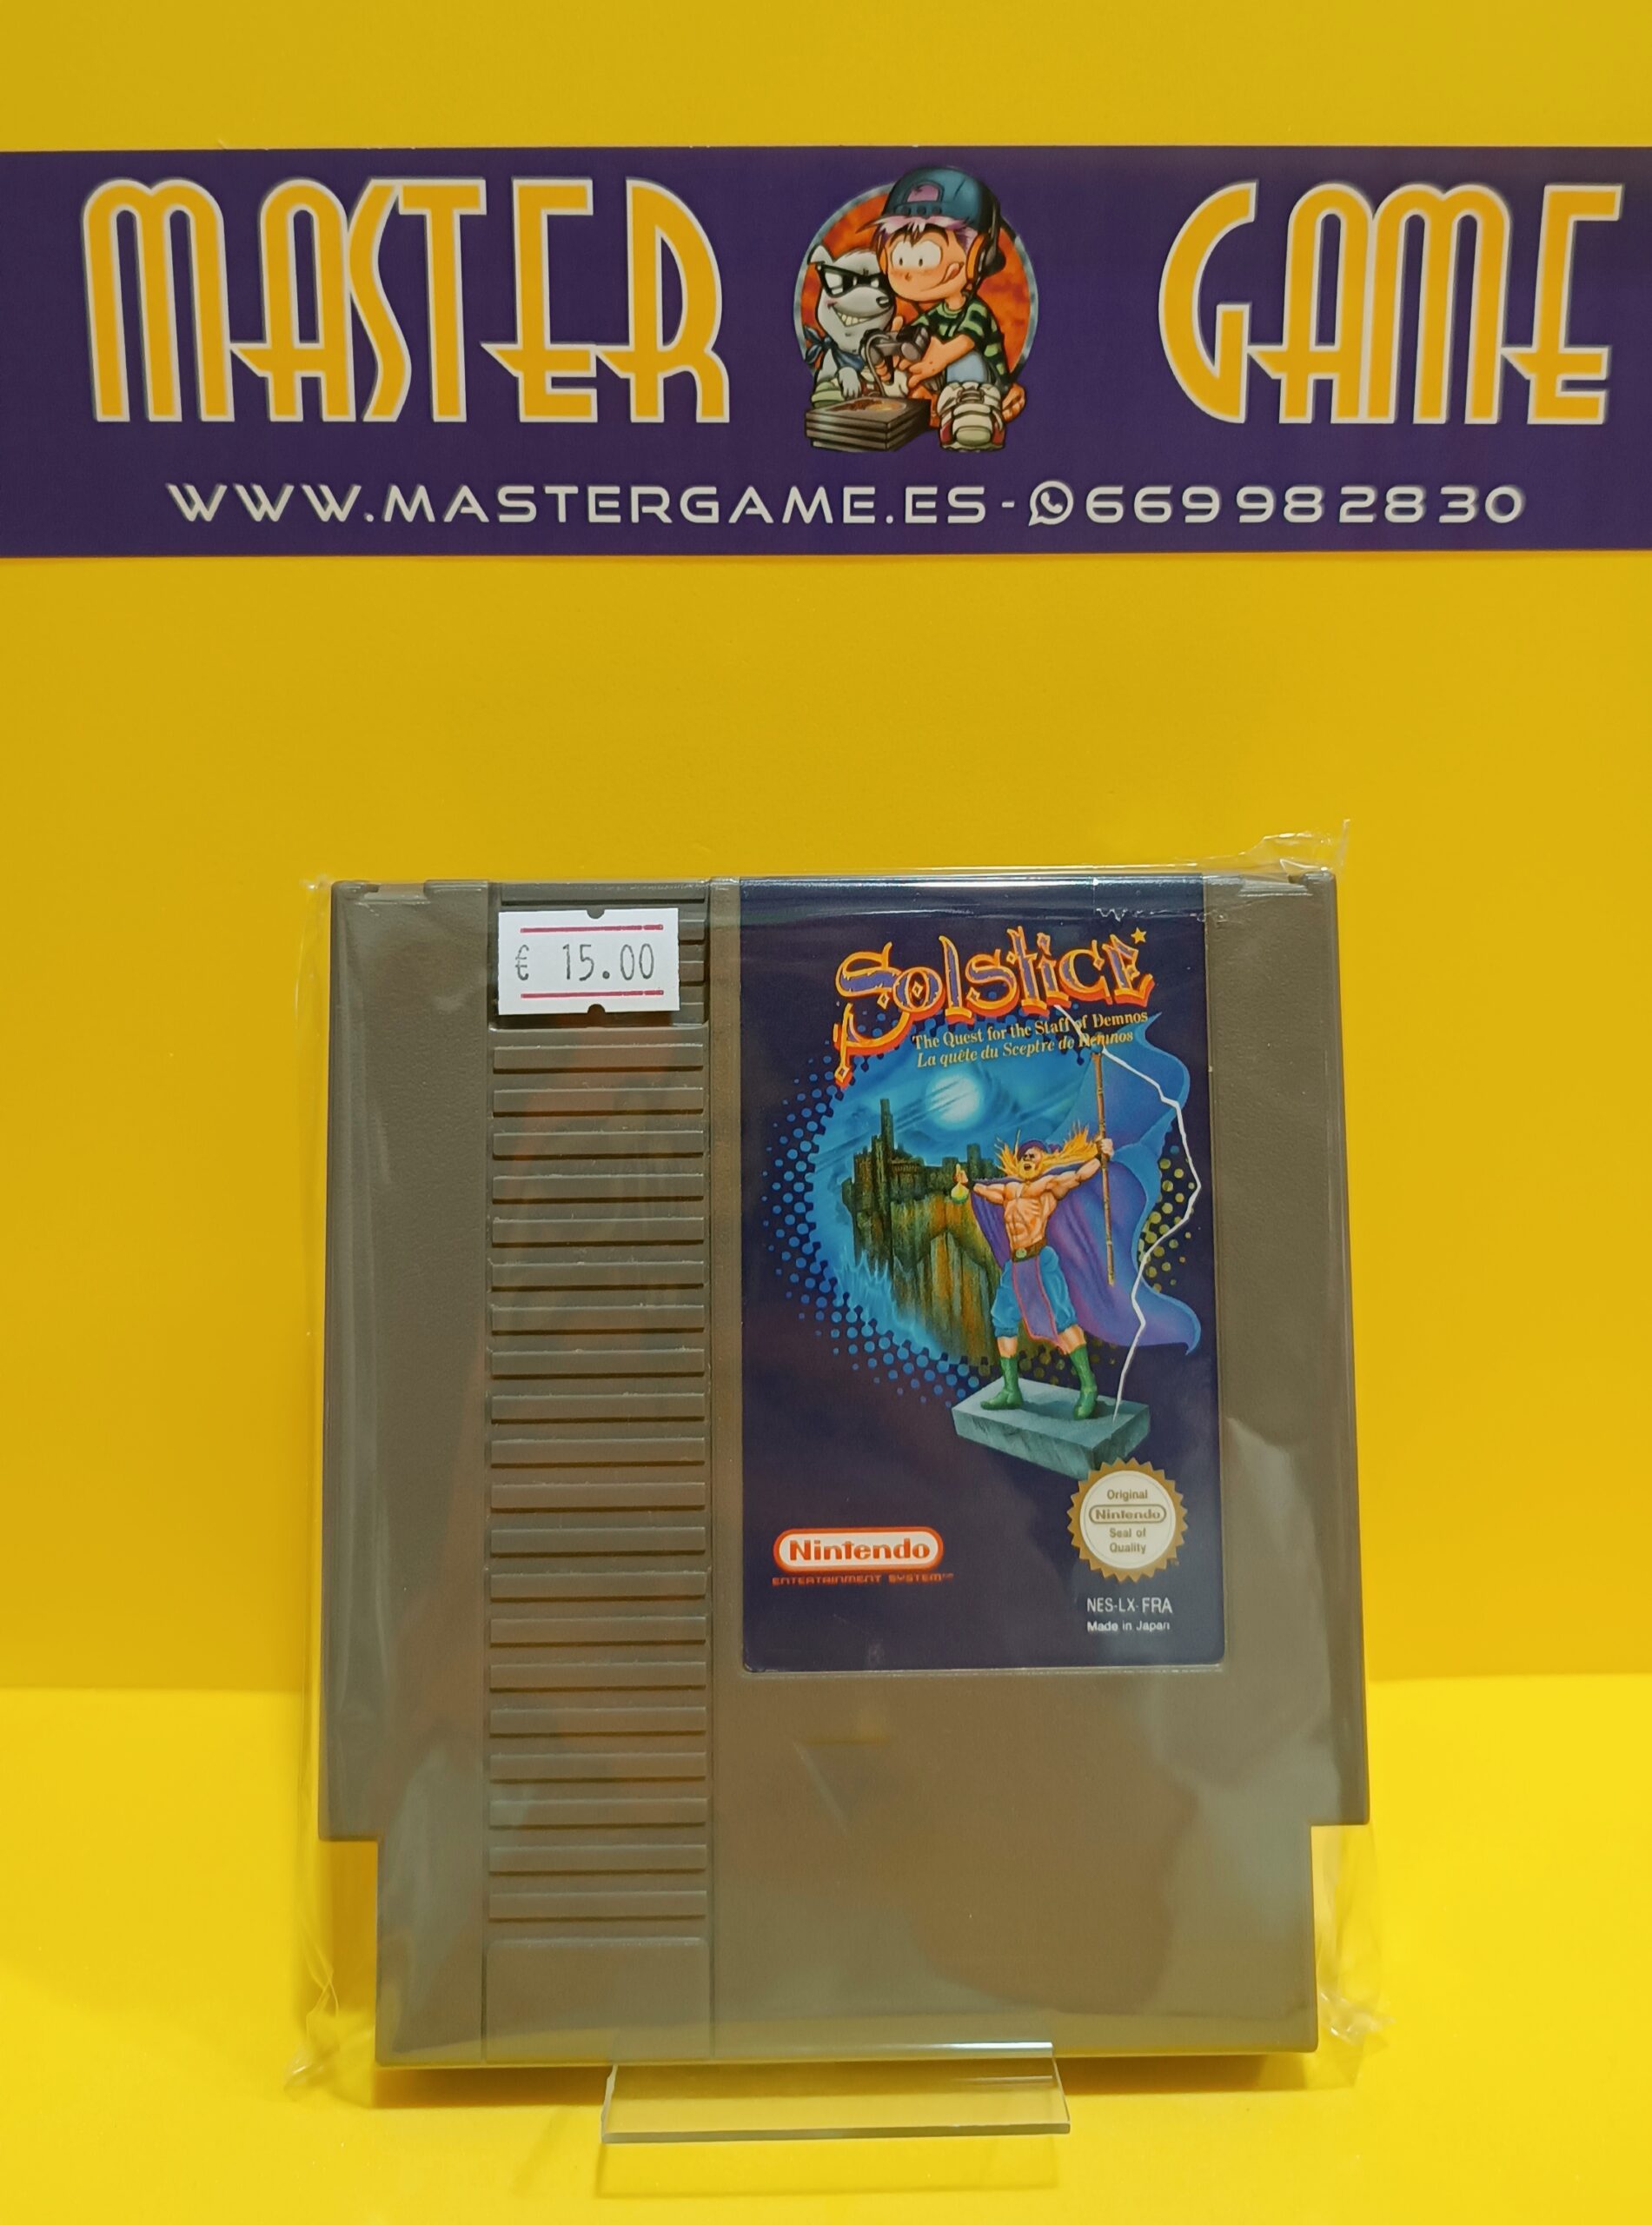 MASTER GAME
WWW.MASTERGAME.ES-669982830
€ 15.00
Solstice
The Quest for the Staff of Demnos
La quête du Sceptre de Demnos
Original
Nintendo
Seal of
Quality
Nintendo
ENTERTAINMENT SYSTEM™
NES-LX-FRA
Made in Japan